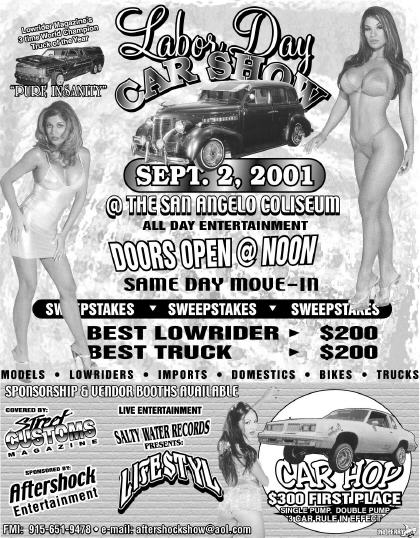 Lowrider Magazine's
3 time World Champion
Truck of the Year
"PURE INSANITY"
Labor Day
CAR SHOW
SEPT. 2, 2001
@ THE SAN ANGELO COLISEUM
ALL DAY ENTERTAINMENT
DOORS OPEN @ NOON
SAME DAY MOVE-IN
SWEEPSTAKES ▼ SWEEPSTAKES ▼ SWEEPSTAKES
BEST LOWRIDER ► $200
BEST TRUCK ► $200
MODELS • LOWRIDERS • IMPORTS • DOMESTICS • BIKES • TRUCKS
SPONSORSHIP & VENDOR BOOTHS AVAILABLE
COVERED BY:
Street
CUSTOMS
MAGAZINE
SPONSORED BY:
Aftershock
Entertainment
LIVE ENTERTAINMENT
SALTY WATER RECORDS
PRESENTS:
LIFESTYL
CAR HOP
$300 FIRST PLACE
SINGLE PUMP, DOUBLE PUMP
"3 CAR RULE IN EFFECT"
FMI: 915-651-9478 • e-mail: aftershockshow@aol.com